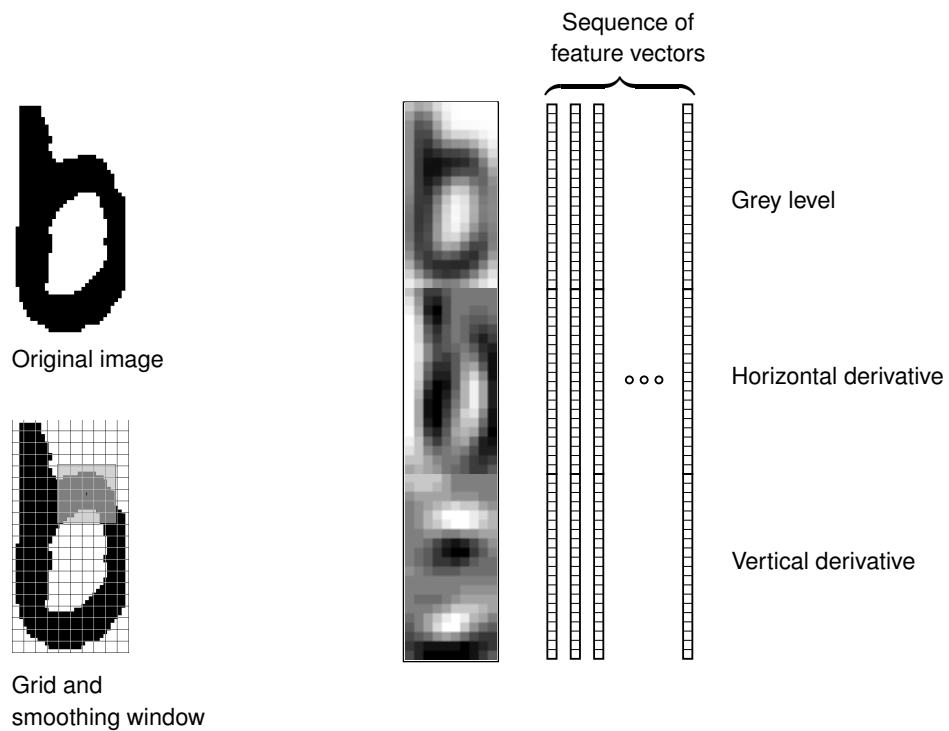 Sequence of
feature vectors
Grey level
Original image
Horizontal derivative
Vertical derivative
Grid and
smoothing window